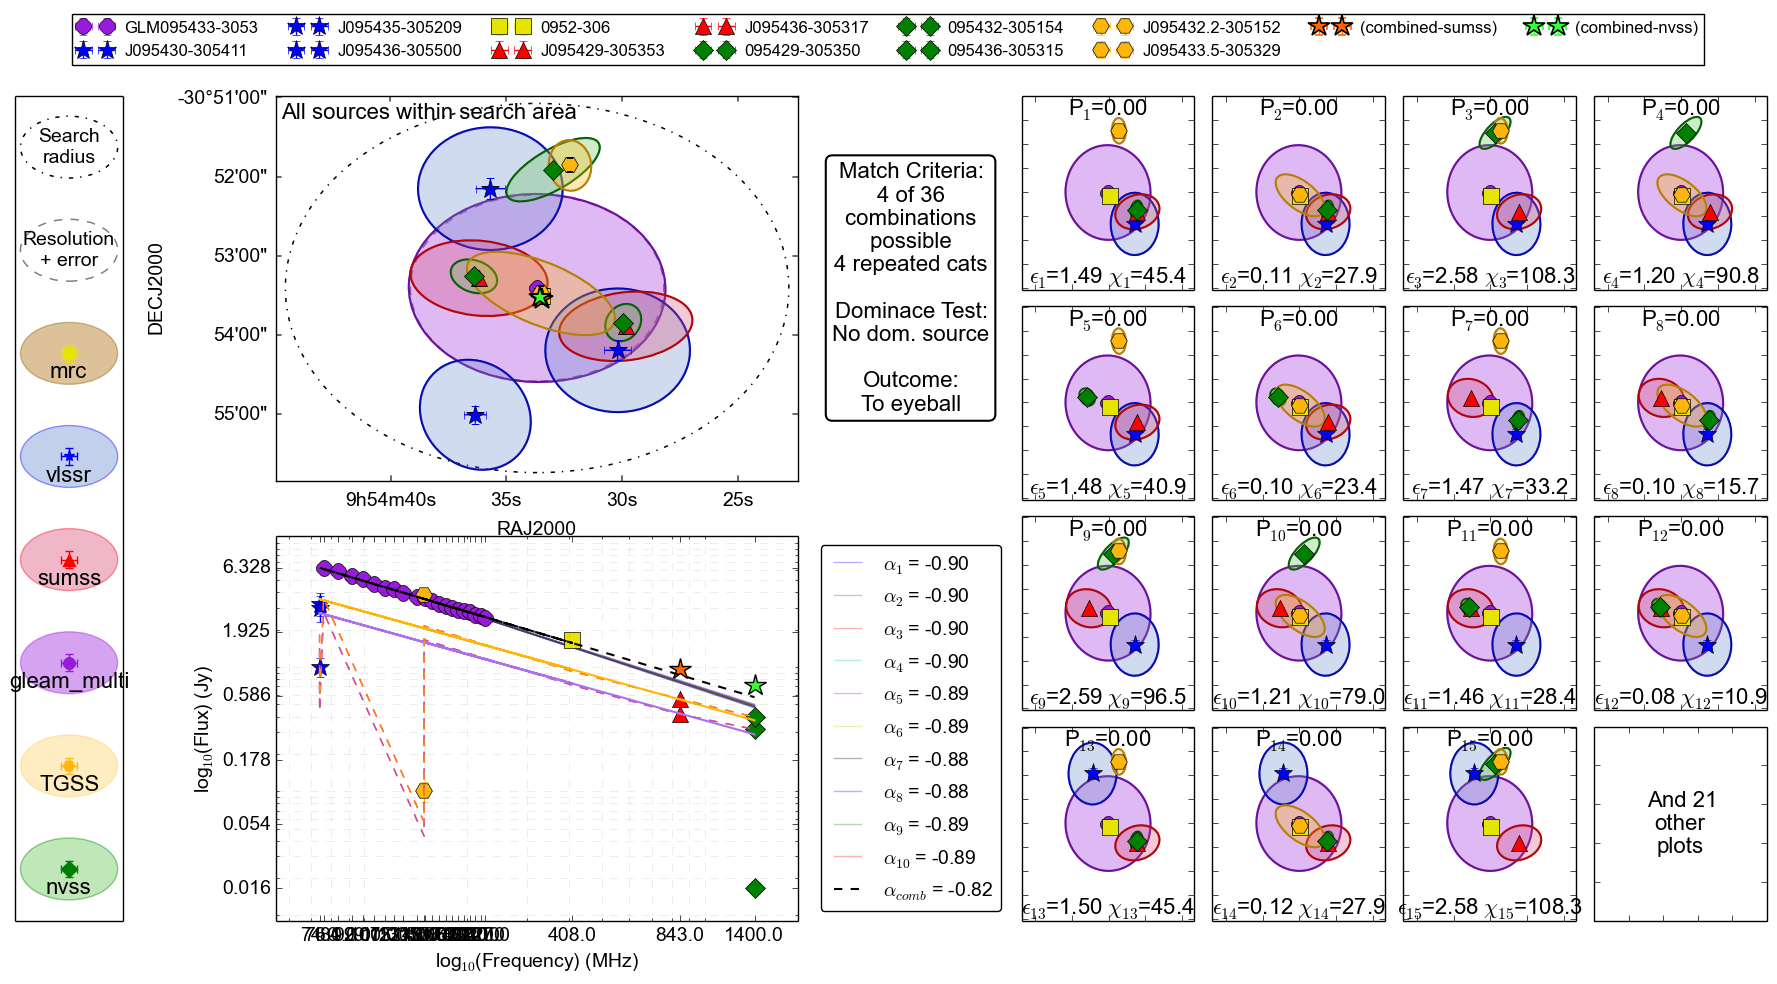 GLM095433-3053 J095435-305209 0952-306 J095436-305317 095432-305154 J095432.2-305152 (combined-sumss) (combined-nvss)
J095430-305411 J095436-305500 J095429-305353 095429-305350 095436-305315 J095433.5-305329
Search
radius
Resolution
+ error
mrc
vlssr
sumss
gleam_multi
TGSS
nvss
All sources within search area
-30°51'00"
52'00"
53'00"
54'00"
55'00"
DECJ2000
9h54m40s 35s 30s 25s
RAJ2000
Match Criteria:
4 of 36
combinations
possible
4 repeated cats
Dominace Test:
No dom. source
Outcome:
To eyeball
6.328
1.925
0.586
0.178
0.054
0.016
log10(Flux) (Jy)
408.0 843.0 1400.0
log10(Frequency) (MHz)
α1 = -0.90
α2 = -0.90
α3 = -0.90
α4 = -0.90
α5 = -0.89
α6 = -0.89
α7 = -0.88
α8 = -0.88
α9 = -0.89
α10 = -0.89
αcomb = -0.82
P1=0.00 P2=0.00 P3=0.00 P4=0.00
ϵ1=1.49 χ1=45.4 ϵ2=0.11 χ2=27.9 ϵ3=2.58 χ3=108.3 ϵ4=1.20 χ4=90.8
P5=0.00 P6=0.00 P7=0.00 P8=0.00
ϵ5=1.48 χ5=40.9 ϵ6=0.10 χ6=23.4 ϵ7=1.47 χ7=33.2 ϵ8=0.10 χ8=15.7
P9=0.00 P10=0.00 P11=0.00 P12=0.00
ϵ9=2.59 χ9=96.5 ϵ10=1.21 χ10=79.0 ϵ11=1.46 χ11=28.4 ϵ12=0.08 χ12=10.9
P13=0.00 P14=0.00 P15=0.00
ϵ13=1.50 χ13=45.4 ϵ14=0.12 χ14=27.9 ϵ15=2.58 χ15=108.3
And 21
other
plots